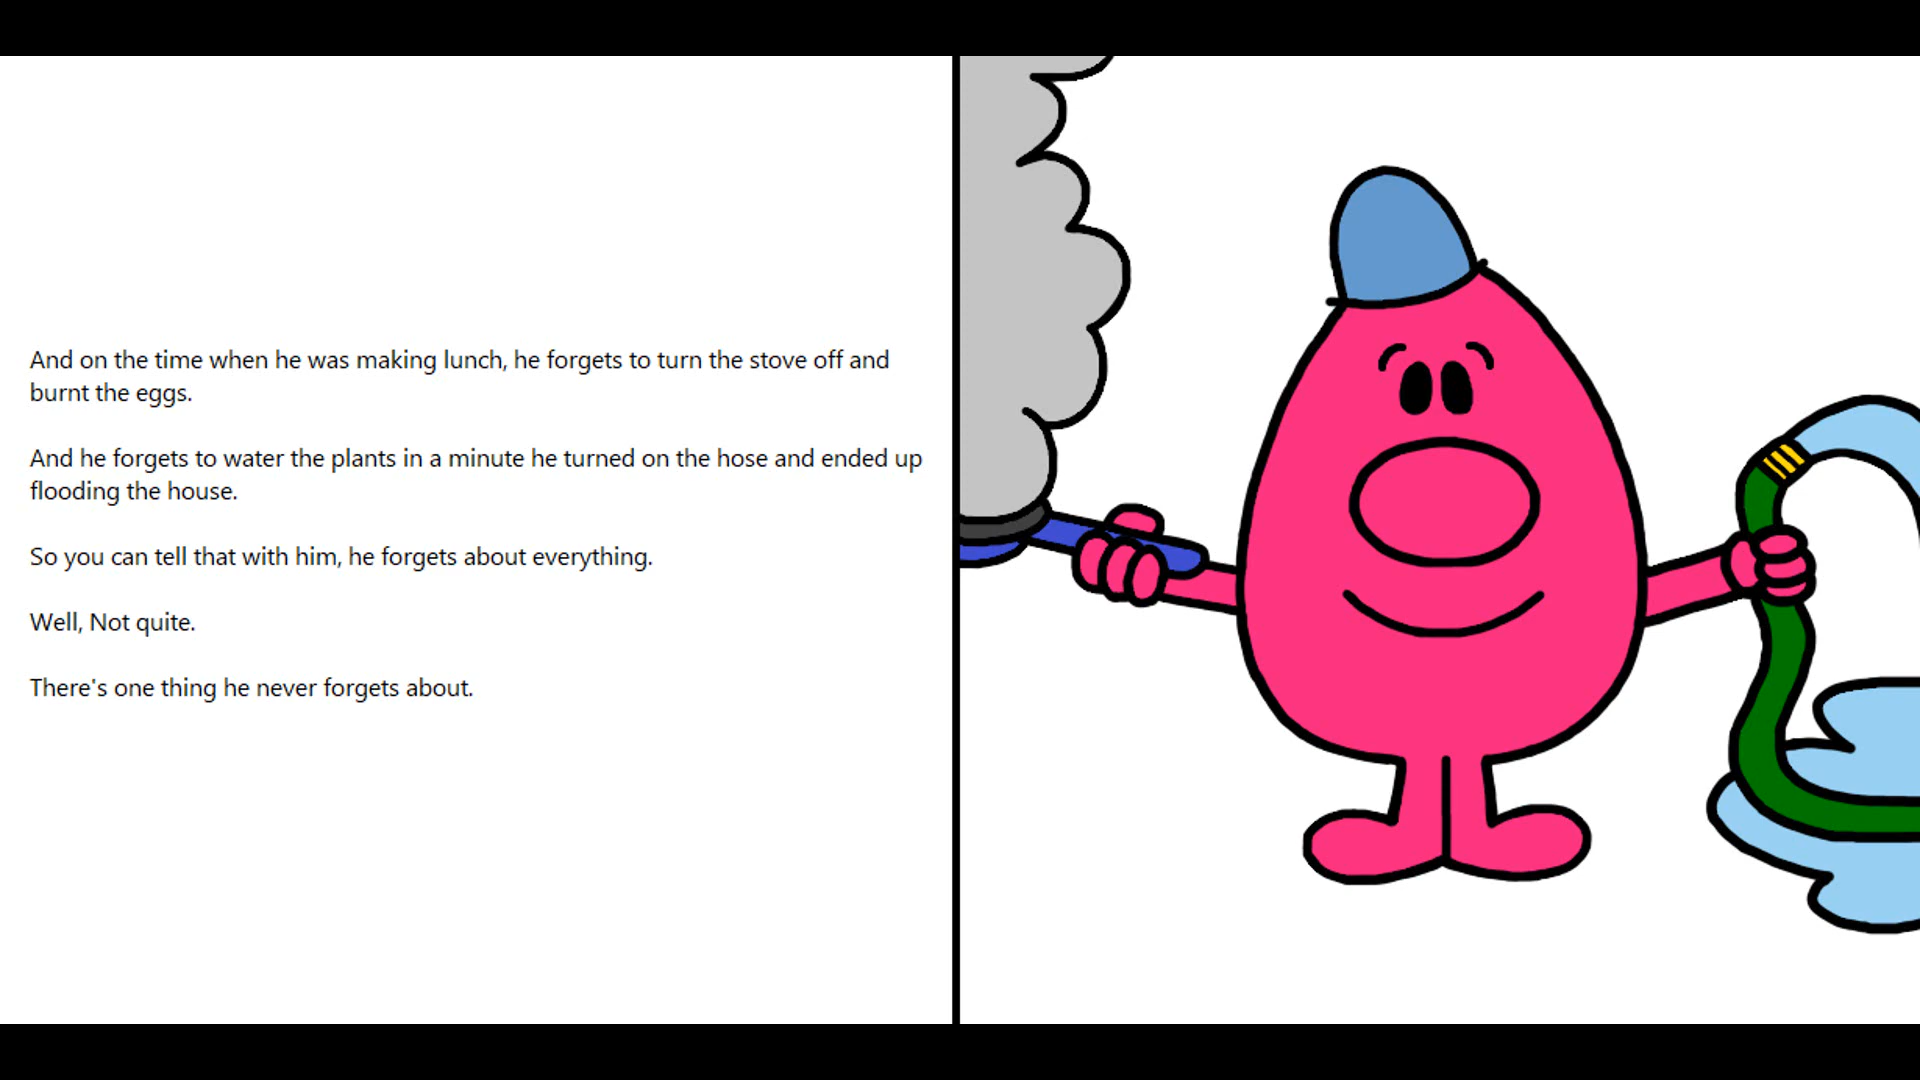 And on the time when he was making lunch, he forgets to turn the stove off and
burnt the eggs.
And he forgets to water the plants in a minute he turned on the hose and ended up
flooding the house.
So you can tell that with him, he forgets about everything.
Well, Not quite.
There's one thing he never forgets about.